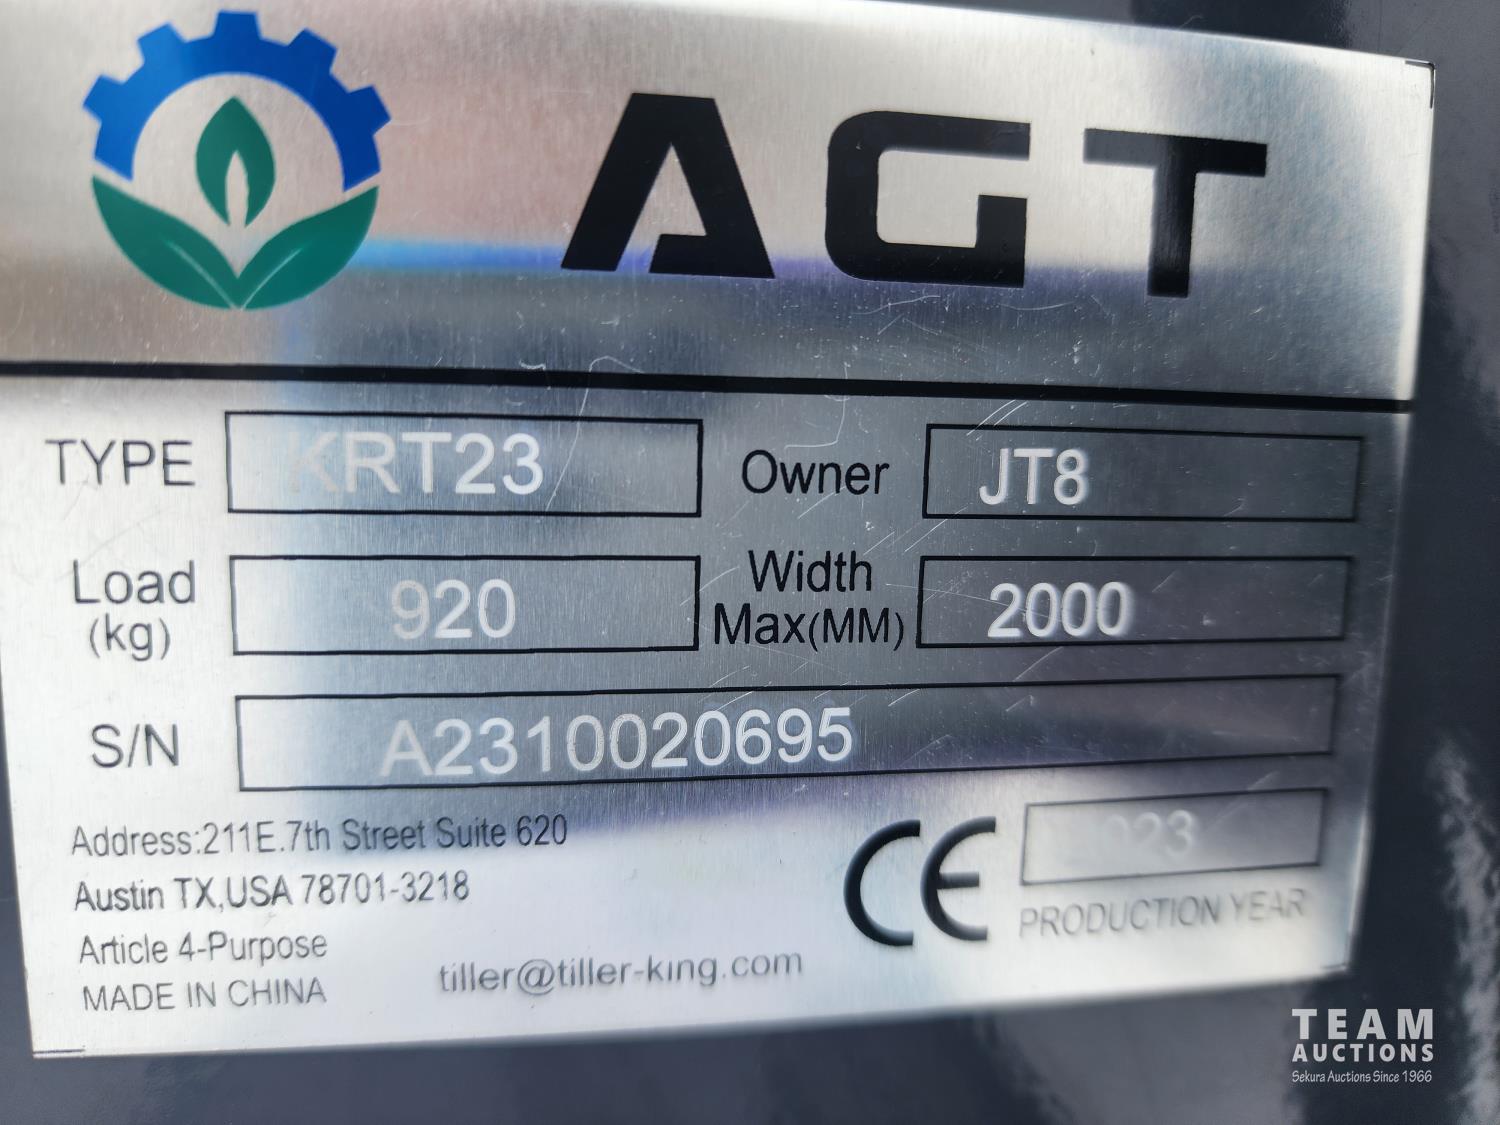 AGT
TYPE KRT23 Owner JT8
Load (kg) 920 Width Max(MM) 2000
S/N A2310020695
Address:211E.7th Street Suite 620
Austin TX,USA 78701-3218
Article 4-Purpose
MADE IN CHINA
tiller@tiller-king.com
CE 2023
PRODUCTION YEAR
TEAM
AUCTIONS
Sekura Auctions Since 1966